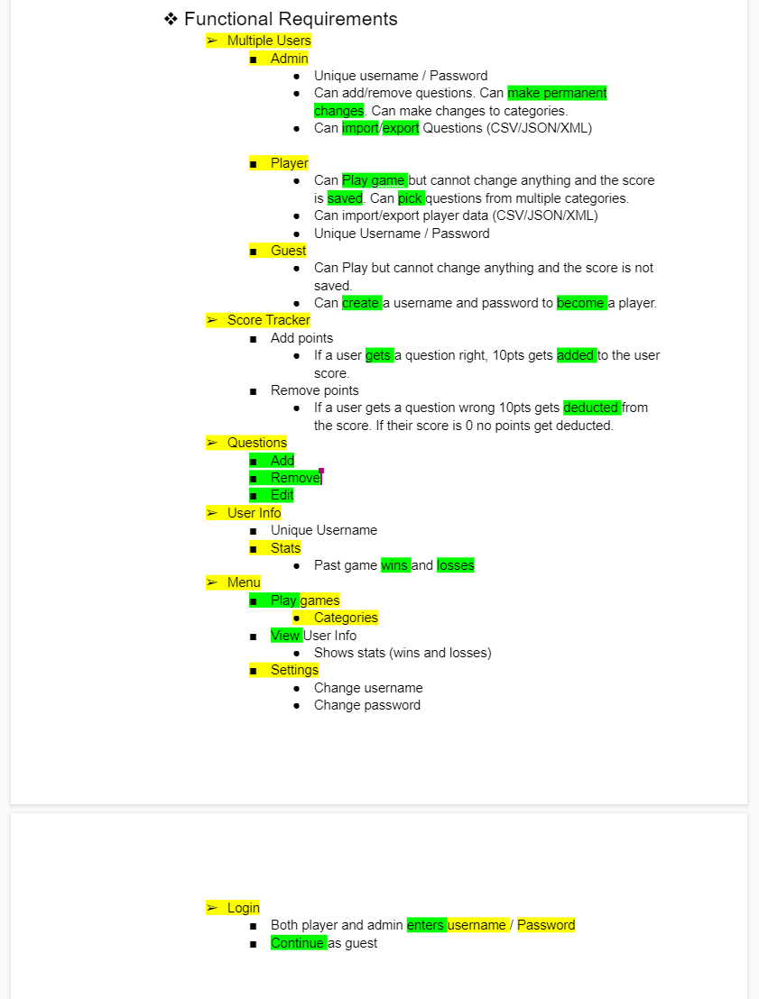 ❖ Functional Requirements
➢ Multiple Users
■ Admin
● Unique username / Password
● Can add/remove questions. Can make permanent
changes. Can make changes to categories.
● Can import/export Questions (CSV/JSON/XML)
■ Player
● Can Play game but cannot change anything and the score
is saved. Can pick questions from multiple categories.
● Can import/export player data (CSV/JSON/XML)
● Unique Username / Password
■ Guest
● Can Play but cannot change anything and the score is not
saved.
● Can create a username and password to become a player.
➢ Score Tracker
■ Add points
● If a user gets a question right, 10pts gets added to the user
score.
■ Remove points
● If a user gets a question wrong 10pts gets deducted from
the score. If their score is 0 no points get deducted.
➢ Questions
■ Add
■ Remove
■ Edit
➢ User Info
■ Unique Username
■ Stats
● Past game wins and losses
➢ Menu
■ Play games
● Categories
■ View User Info
● Shows stats (wins and losses)
■ Settings
● Change username
● Change password
➢ Login
■ Both player and admin enters username / Password
■ Continue as guest